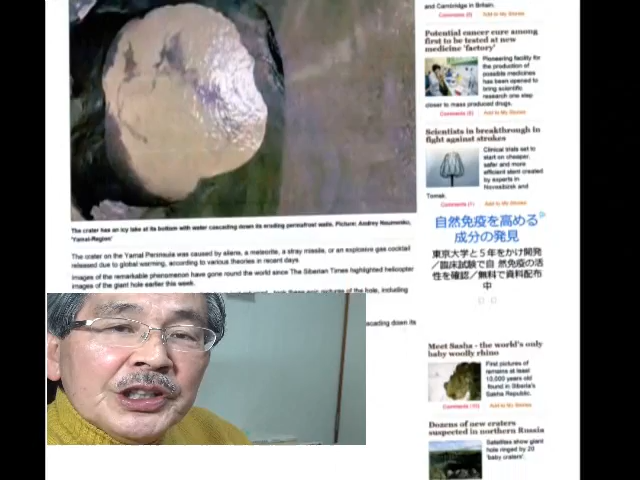 The crater has an icy lake at its bottom with water cascading down its eroding permafrost walls. Picture: Andrey Naumenko,
'Yamal-Region'
The crater on the Yamal Peninsula was caused by aliens, a meteorite, a stray missile, or an explosive gas cocktail
released due to global warming, according to various theories in recent days.
Images of the remarkable phenomenon have gone round the world since The Siberian Times highlighted helicopter
images of the giant hole earlier this week.
took these epic pictures of the hole, including
cascading down its
and Cambridge in Britain.
Comments (0) Add to My Stories
Potential cancer cure among
first to be tested at new
medicine 'factory'
Pioneering facility for
the production of
possible medicines
has been opened to
bring scientific
research one step
closer to mass produced drugs.
Comments (0) Add to My Stories
Scientists in breakthrough in
fight against strokes
Clinical trials set to
start on cheaper,
safer and more
efficient stent created
by experts in
Novosibirsk and
Tomsk.
Comments (1) Add to My Stories
自然免疫を高める
成分の発見
東京大学と5年をかけ開発
／臨床試験で自 然免疫の活
性を確認／無料で資料配布
中
Meet Sasha - the world's only
baby woolly rhino
First pictures of
remains at least
10,000 years old
found in Siberia's
Sakha Republic.
Add to My Stories
Dozens of new craters
suspected in northern Russia
Satellites show giant
hole ringed by 20
'baby craters'.